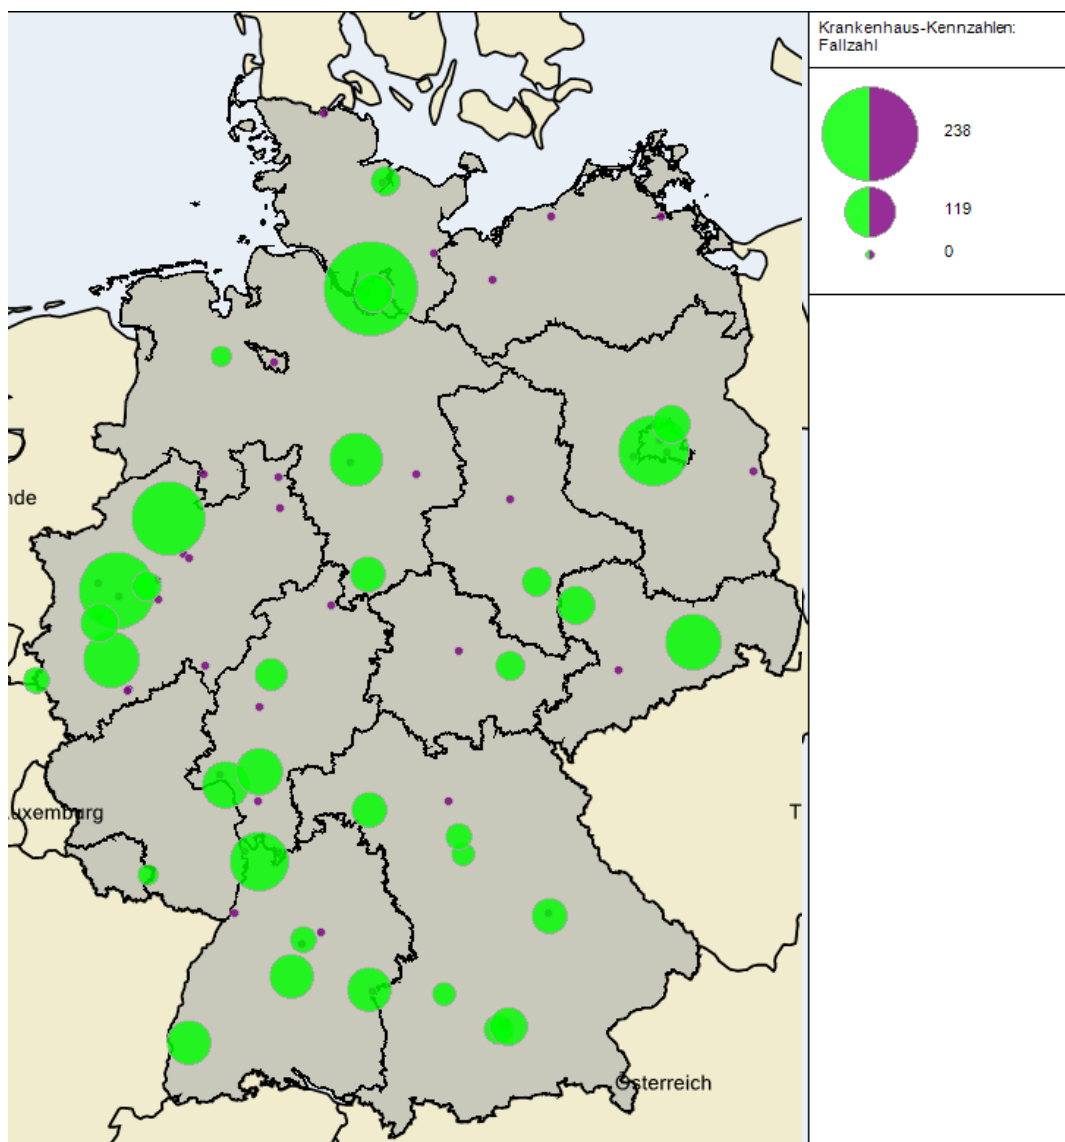 Krankenhaus-Kennzahlen:
Fallzahl
238
119
0
nde
uxemburg
T
Österreich